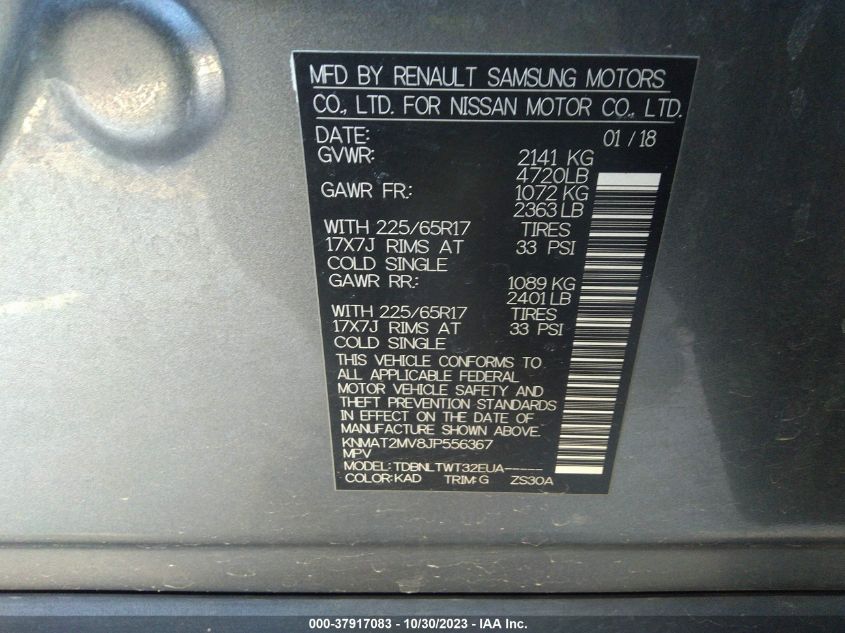 MFD BY RENAULT SAMSUNG MOTORS
CO., LTD. FOR NISSAN MOTOR CO., LTD.
DATE: 01 / 18
GVWR: 2141 KG
4720LB
GAWR FR: 1072 KG
2363 LB
WITH 225/65R17 TIRES
17X7J RIMS AT 33 PSI
COLD SINGLE
GAWR RR: 1089 KG
2401 LB
WITH 225/65R17 TIRES
17X7J RIMS AT 33 PSI
COLD SINGLE
THIS VEHICLE CONFORMS TO
ALL APPLICABLE FEDERAL
MOTOR VEHICLE SAFETY AND
THEFT PREVENTION STANDARDS
IN EFFECT ON THE DATE OF
MANUFACTURE SHOWN ABOVE.
KNMAT2MV8JP556367
MPV
MODEL: TDBNLTWT32EUA-----
COLOR: KAD TRIM: G ZS30A
000-37917083 - 10/30/2023 - IAA Inc.